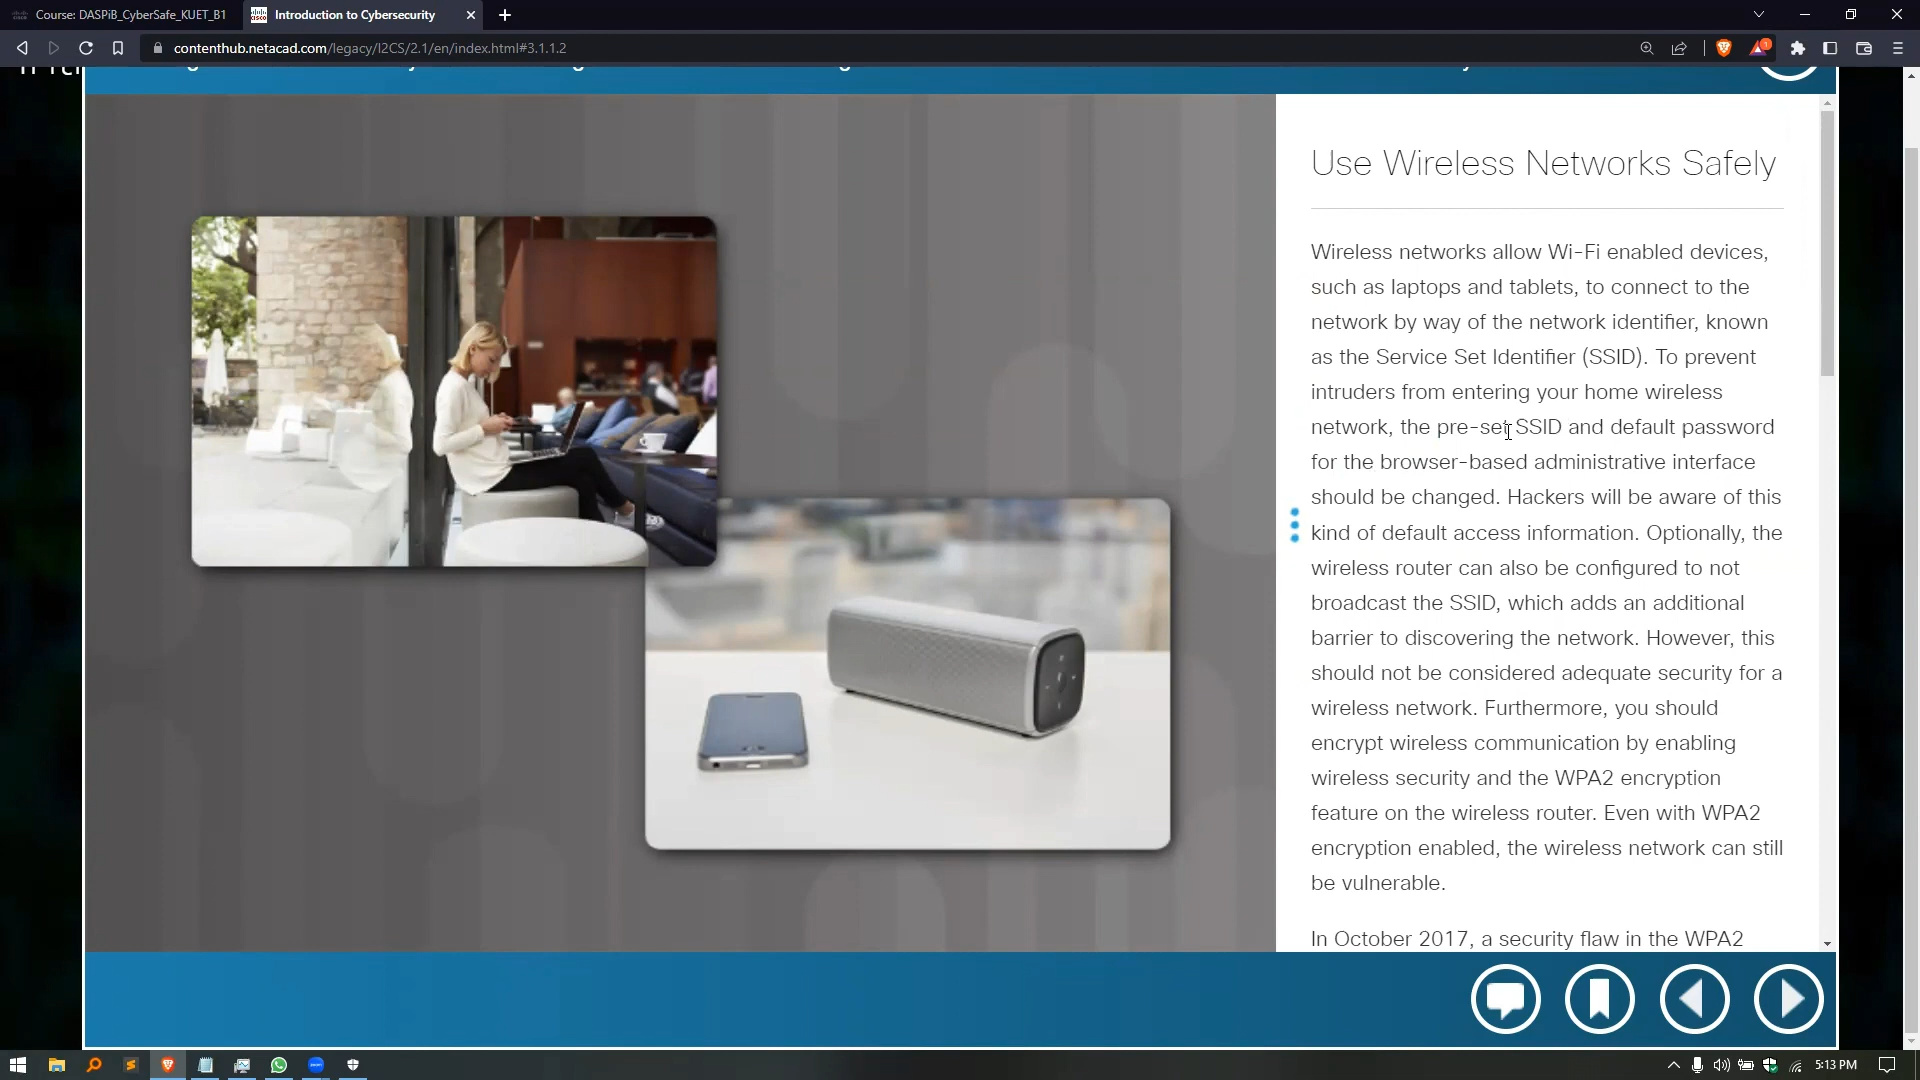 Course: DASPiB_CyberSafe_KUET_B1
Introduction to Cybersecurity
contenthub.netacad.com/legacy/I2CS/2.1/en/index.html#3.1.1.2
Use Wireless Networks Safely
Wireless networks allow Wi-Fi enabled devices,
such as laptops and tablets, to connect to the
network by way of the network identifier, known
as the Service Set Identifier (SSID). To prevent
intruders from entering your home wireless
network, the pre-set SSID and default password
for the browser-based administrative interface
should be changed. Hackers will be aware of this
kind of default access information. Optionally, the
wireless router can also be configured to not
broadcast the SSID, which adds an additional
barrier to discovering the network. However, this
should not be considered adequate security for a
wireless network. Furthermore, you should
encrypt wireless communication by enabling
wireless security and the WPA2 encryption
feature on the wireless router. Even with WPA2
encryption enabled, the wireless network can still
be vulnerable.
In October 2017, a security flaw in the WPA2
5:13 PM